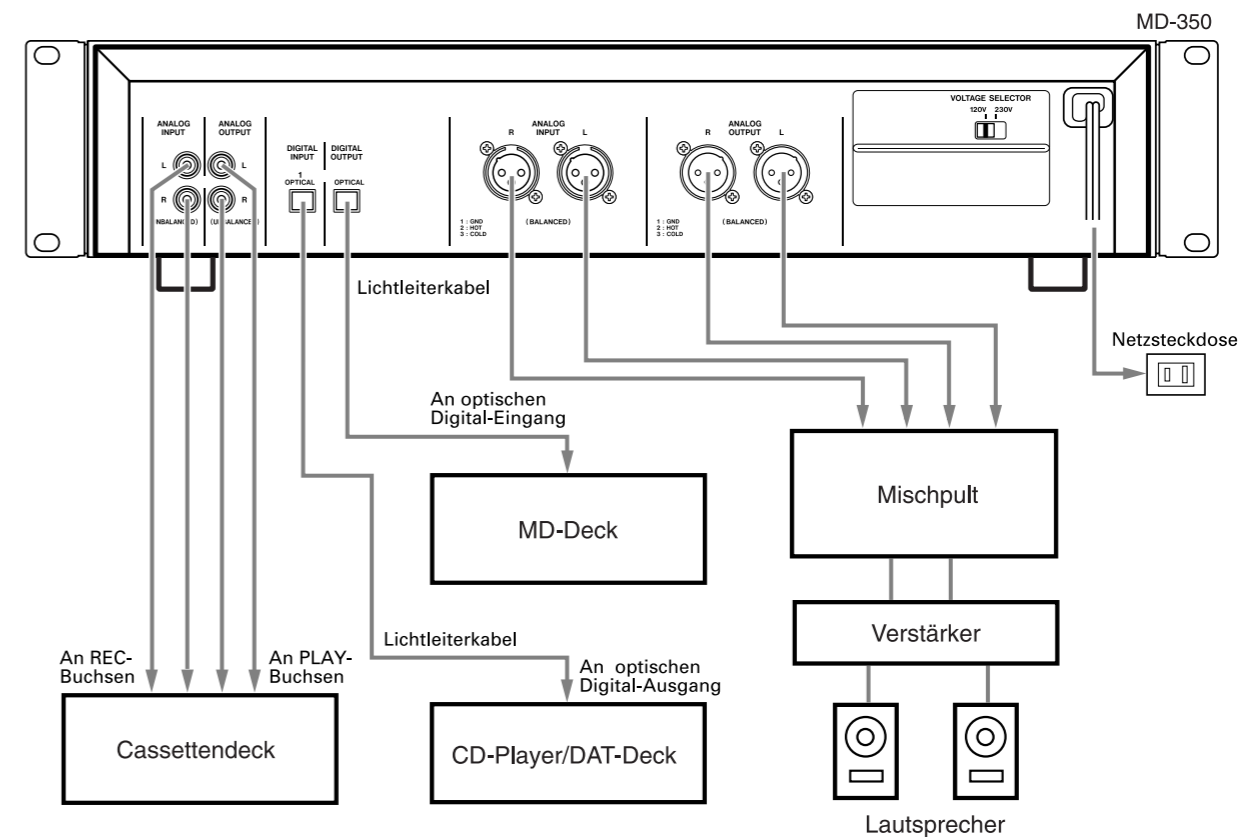 MD-350
VOLTAGE SELECTOR
120V 230V
ANALOG
INPUT
ANALOG
OUTPUT
L
L
R
R
(UNBALANCED)
DIGITAL
INPUT
DIGITAL
OUTPUT
1
OPTICAL
OPTICAL
R
ANALOG
INPUT
L
1 : GND
2 : HOT
3 : COLD
(BALANCED)
R
ANALOG
OUTPUT
L
1 : GND
2 : HOT
3 : COLD
(BALANCED)
Lichtleiterkabel
Netzsteckdose
An optischen
Digital-Eingang
MD-Deck
Mischpult
Verstärker
Lautsprecher
An REC-
Buchsen
An PLAY-
Buchsen
Cassettendeck
Lichtleiterkabel
An optischen
Digital-Ausgang
CD-Player/DAT-Deck